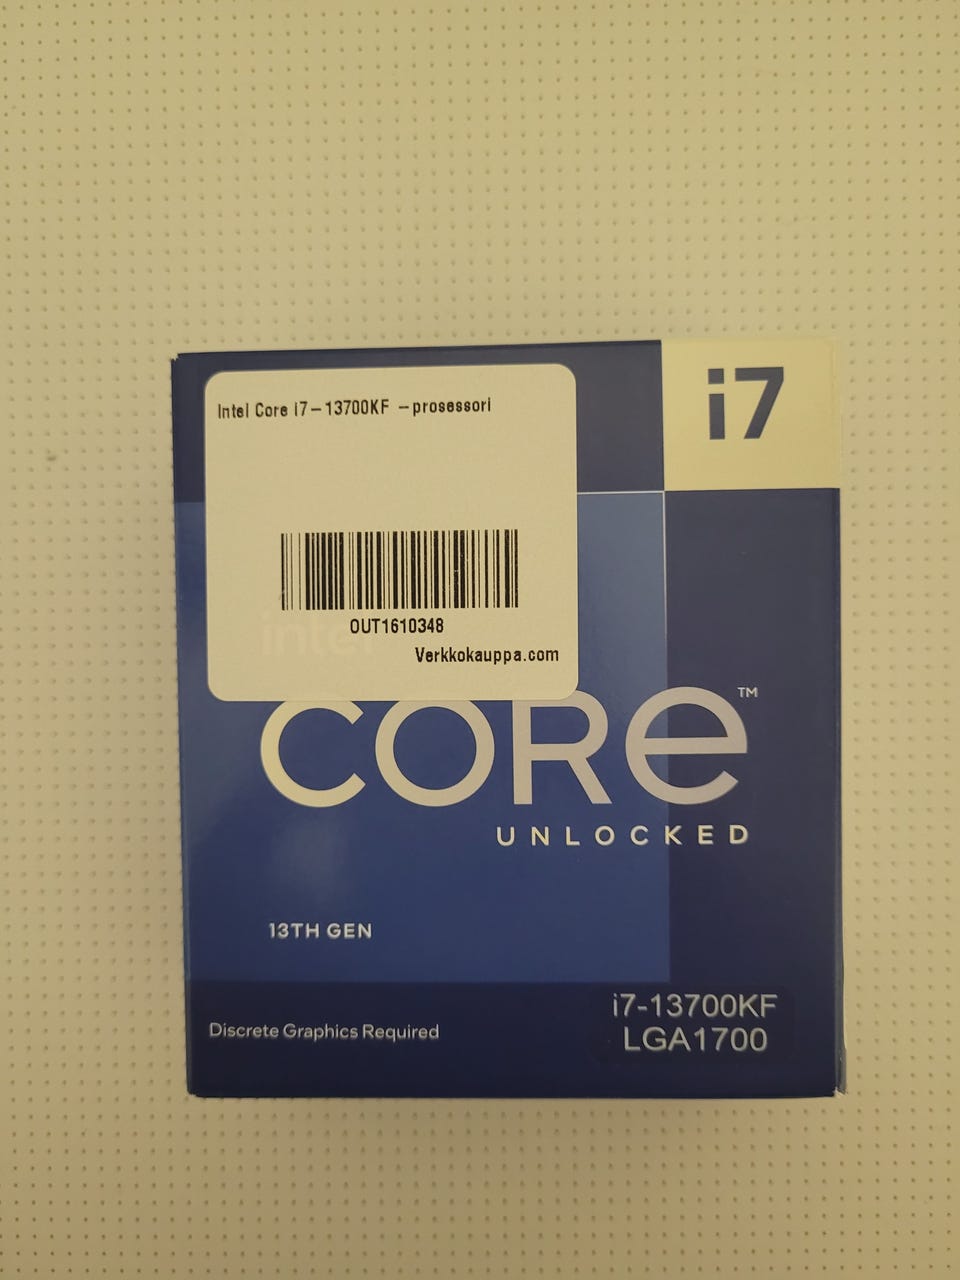 Intel Core i7-13700KF -prosessori
i7
OUT1610348
intel
Verkkokauppa.com
CORE™
UNLOCKED
13TH GEN
i7-13700KF
LGA1700
Discrete Graphics Required